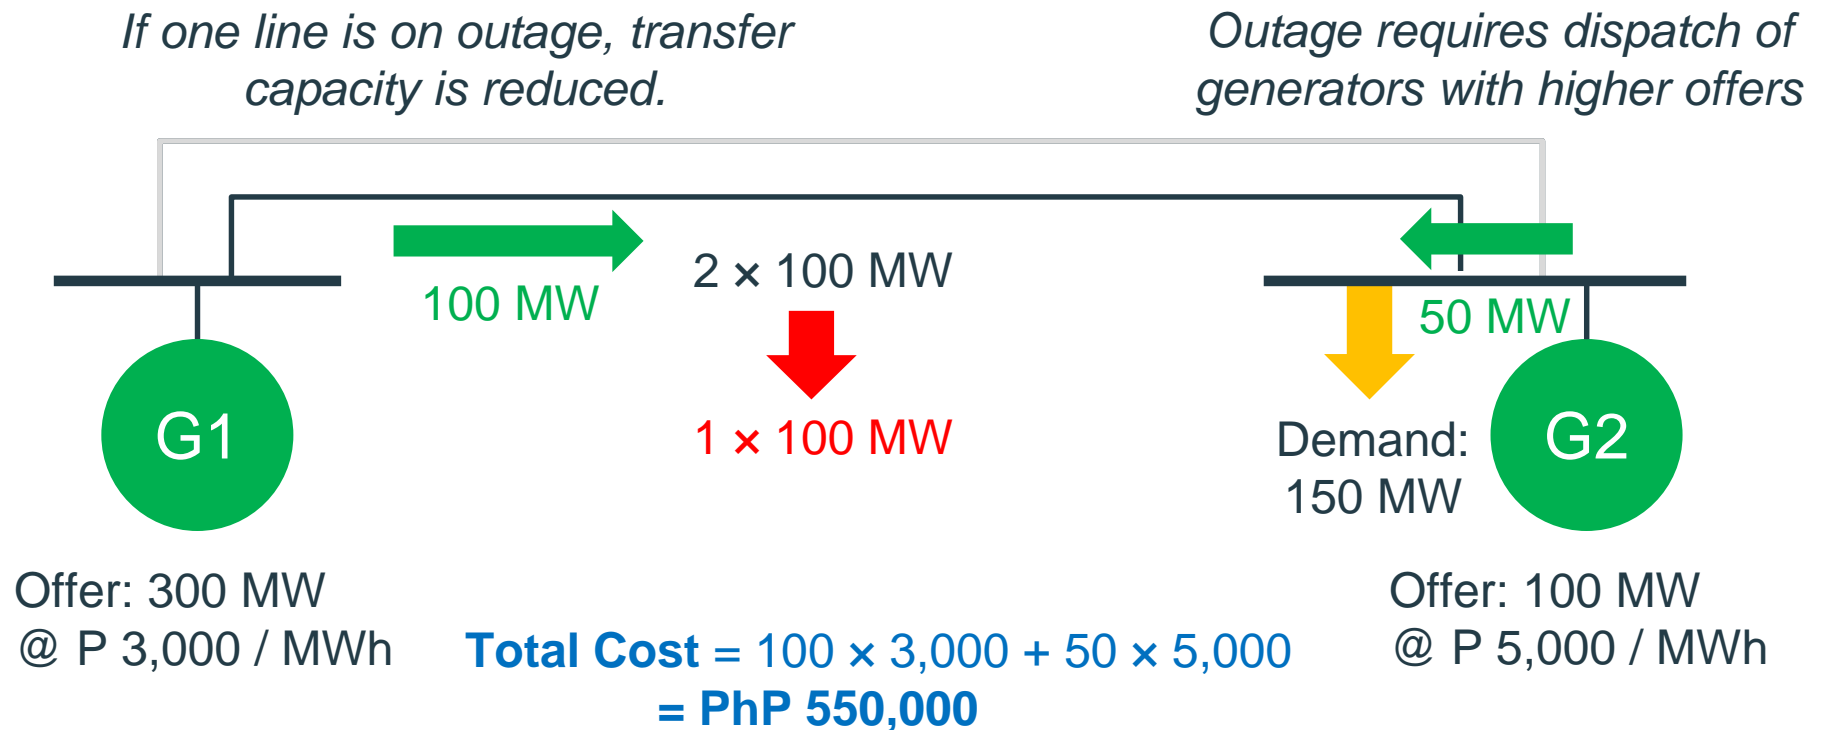 If one line is on outage, transfer
capacity is reduced.
Outage requires dispatch of
generators with higher offers
100 MW
2 × 100 MW
1 × 100 MW
50 MW
G1
Demand:
150 MW
G2
Offer: 300 MW
@ P 3,000 / MWh
Offer: 100 MW
@ P 5,000 / MWh
Total Cost = 100 × 3,000 + 50 × 5,000
= PhP 550,000